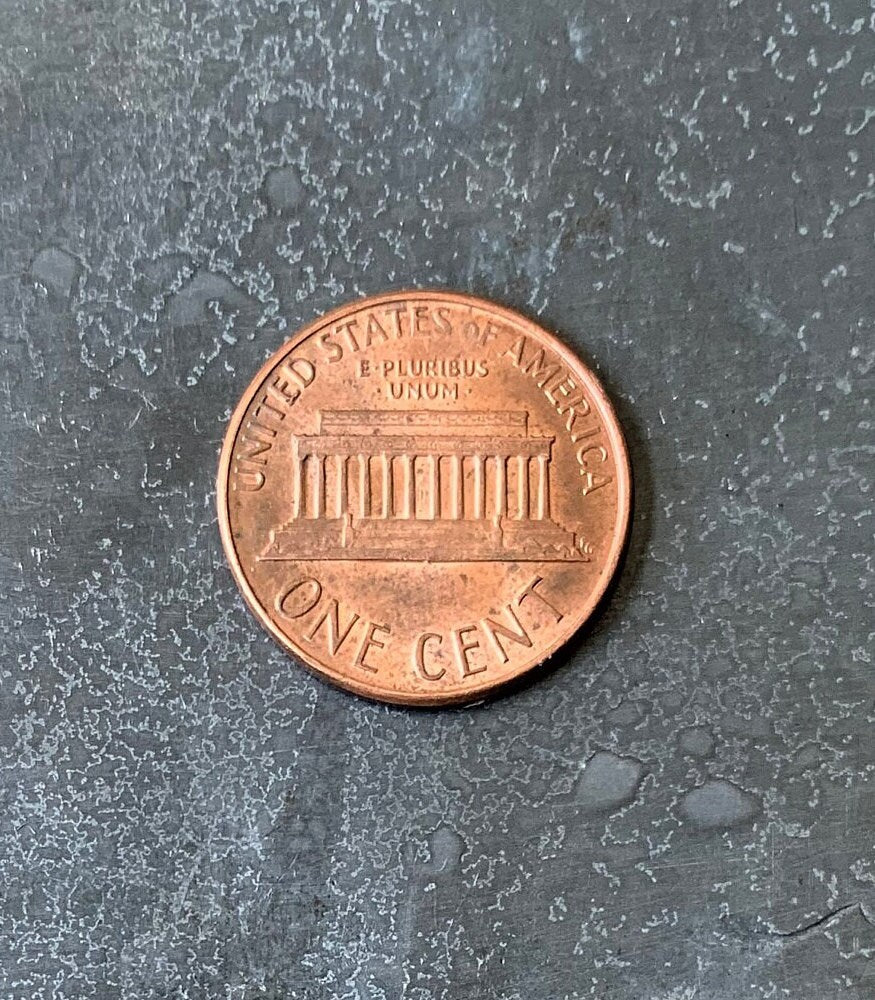 UNITED STATES OF AMERICA
E·PLURIBUS
·UNUM·
ONE CENT